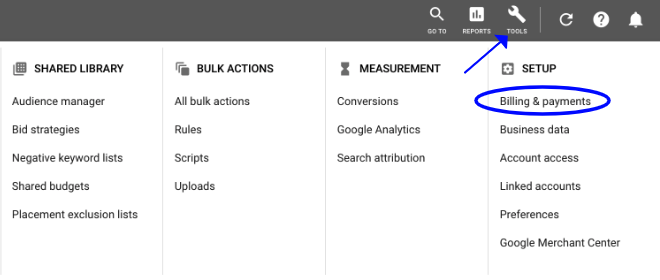 GO TO
REPORTS
TOOLS
SHARED LIBRARY
Audience manager
Bid strategies
Negative keyword lists
Shared budgets
Placement exclusion lists
BULK ACTIONS
All bulk actions
Rules
Scripts
Uploads
MEASUREMENT
Conversions
Google Analytics
Search attribution
SETUP
Billing & payments
Business data
Account access
Linked accounts
Preferences
Google Merchant Center